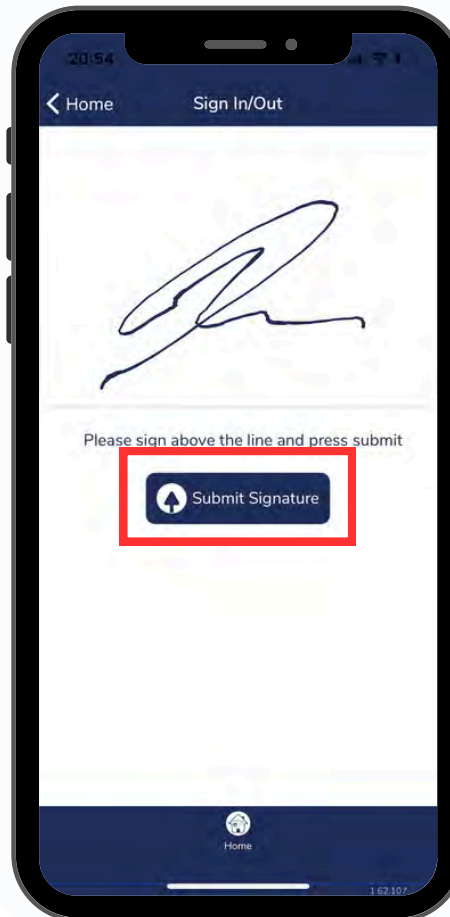 20:54
Home Sign In/Out
Please sign above the line and press submit
Submit Signature
Home
1.62.107